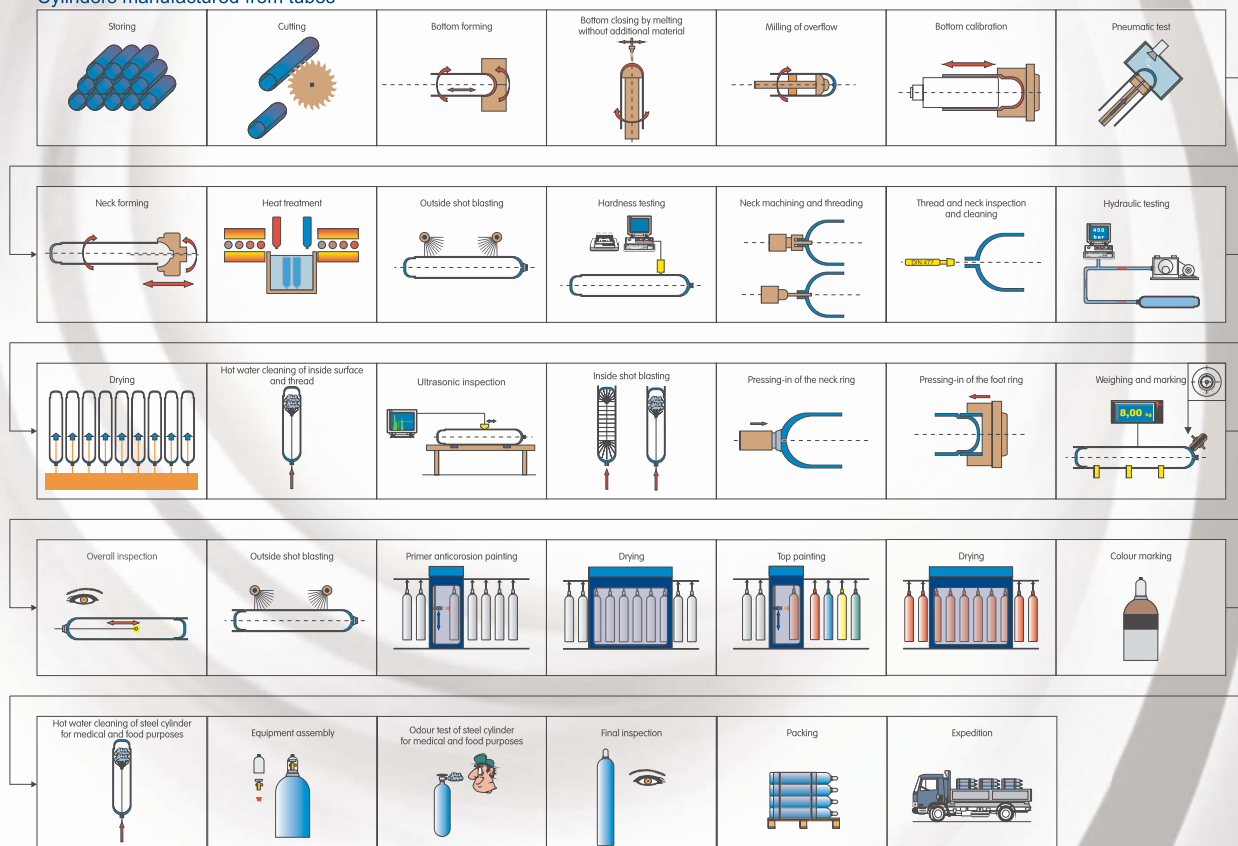 Cylinders manufactured from tubes
Storing
Cutting
Bottom forming
Bottom closing by melting
without additional material
Milling of overflow
Bottom calibration
Pneumatic test
Neck forming
Heat treatment
Outside shot blasting
Hardness testing
Neck machining and threading
Thread and neck inspection
and cleaning
DIN 477
Hydraulic testing
450
bar
Drying
Hot water cleaning of inside surface
and thread
Ultrasonic inspection
Inside shot blasting
Pressing-in of the neck ring
Pressing-in of the foot ring
Weighing and marking
8,00 kg
Overall inspection
Outside shot blasting
Primer anticorosion painting
Drying
Top painting
Drying
Colour marking
Hot water cleaning of steel cylinder
for medical and food purposes
Equipment assembly
Odour test of steel cylinder
for medical and food purposes
Final inspection
Packing
Expedition